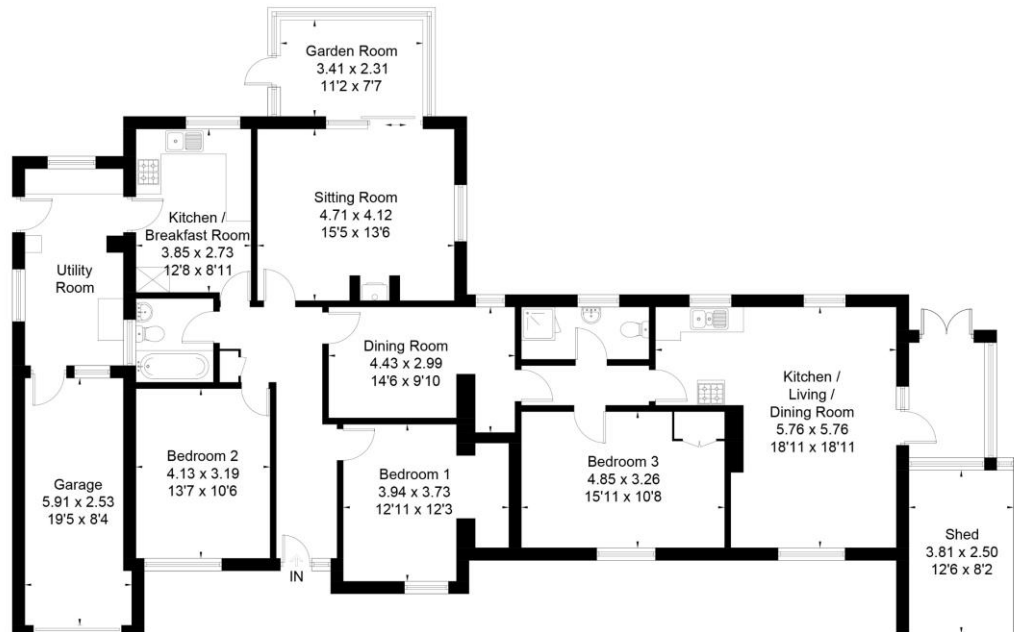 Garden Room
3.41 x 2.31
11'2 x 7'7
Sitting Room
4.71 x 4.12
15'5 x 13'6
Kitchen /
Breakfast Room
3.85 x 2.73
12'8 x 8'11
Utility
Room
Dining Room
4.43 x 2.99
14'6 x 9'10
Kitchen /
Living /
Dining Room
5.76 x 5.76
18'11 x 18'11
Bedroom 2
4.13 x 3.19
13'7 x 10'6
Bedroom 1
3.94 x 3.73
12'11 x 12'3
Bedroom 3
4.85 x 3.26
15'11 x 10'8
Garage
5.91 x 2.53
19'5 x 8'4
Shed
3.81 x 2.50
12'6 x 8'2
IN